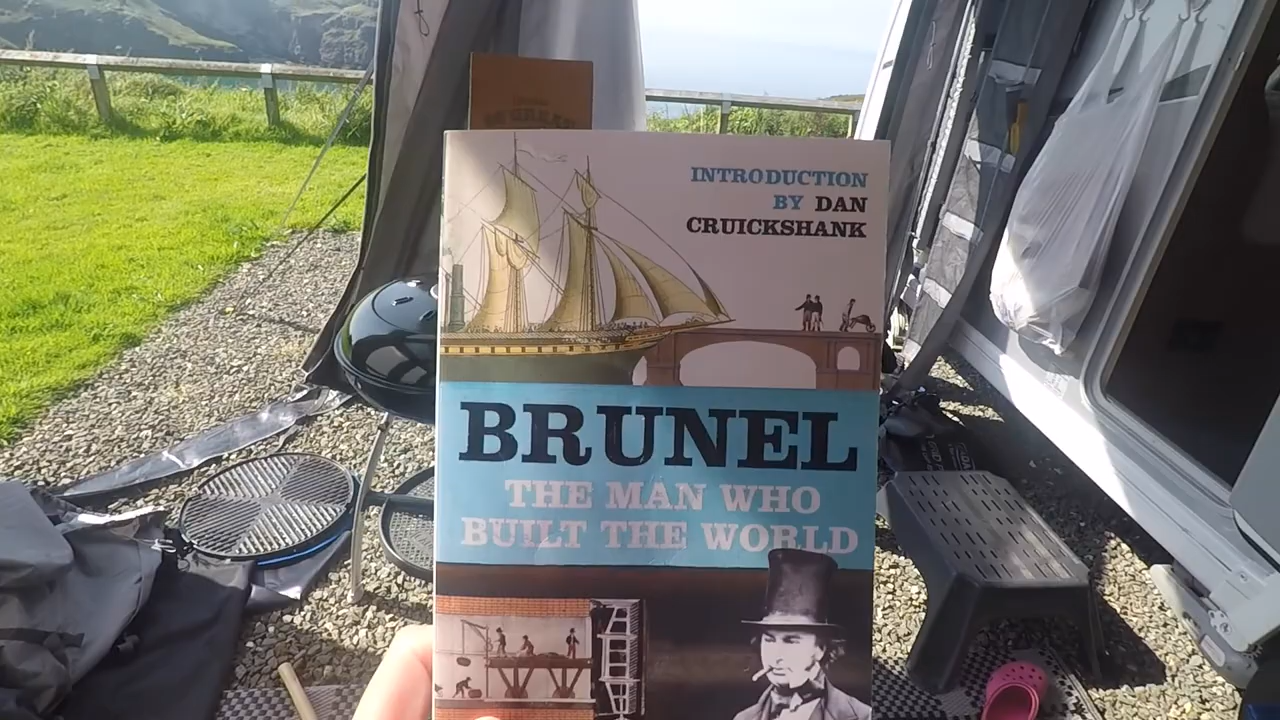 INTRODUCTION
BY DAN
CRUICKSHANK
BRUNEL
THE MAN WHO
BUILT THE WORLD